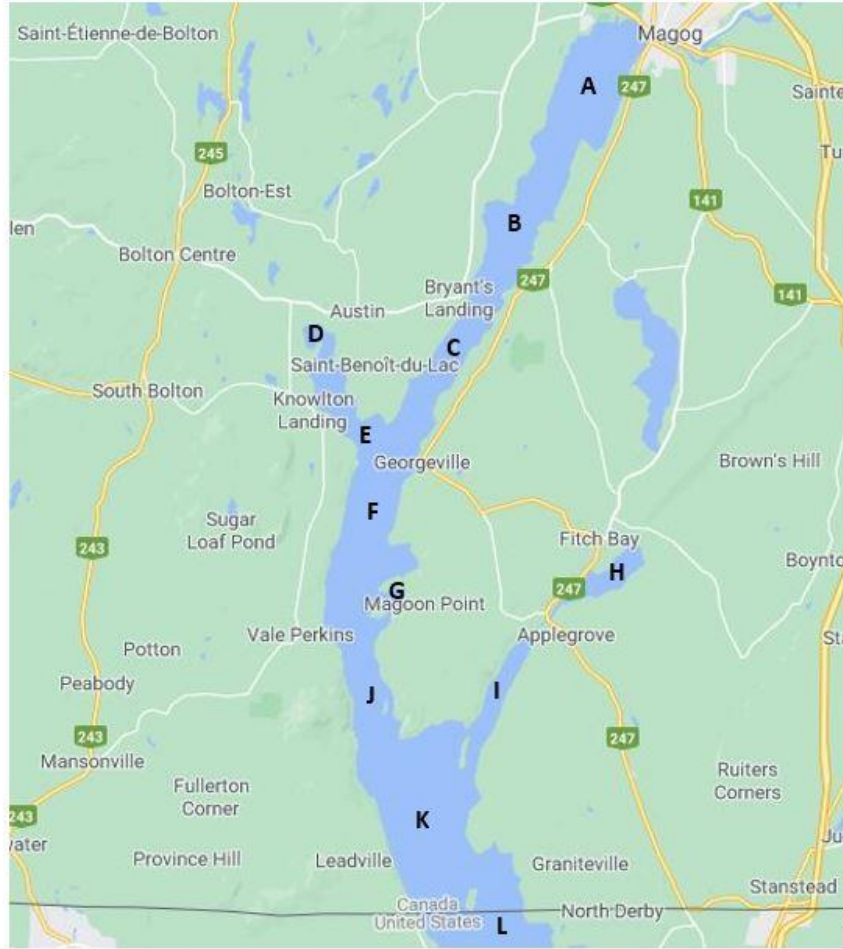 Saint-Étienne-de-Bolton
Magog
A
247
Sainte
245
Tu
Bolton-Est
141
len
B
Bolton Centre
247
Bryant's
Landing
141
Austin
D
C
Saint-Benoît-du-Lac
South Bolton
Knowlton
Landing
E
Georgeville
Brown's Hill
F
Sugar
Loaf Pond
243
Fitch Bay
Boynto
H
247
G
Magoon Point
Vale Perkins
Applegrove
Sta
Potton
Peabody
I
J
243
247
Mansonville
Ruiters
Corners
Fullerton
Corner
243
K
Ju
water
Province Hill
Leadville
Graniteville
Stanstead
Canada
United States
North Derby
L